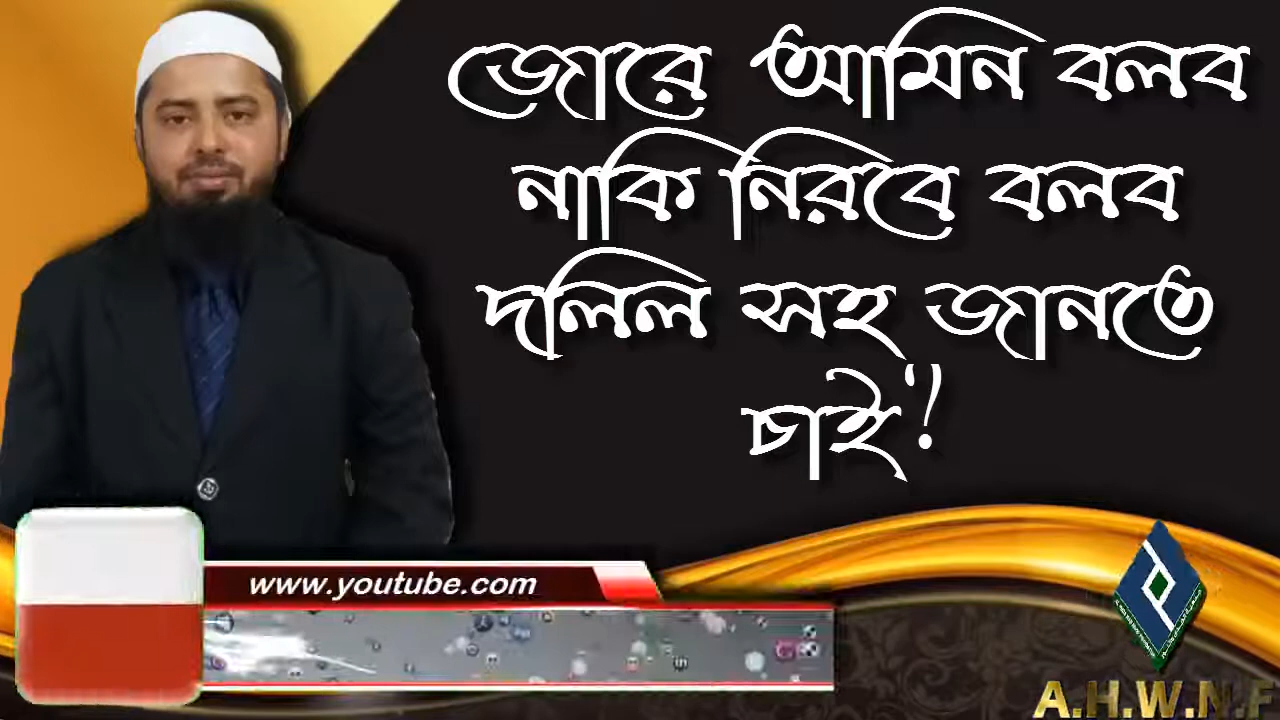 জোরে আমিন বলব
নাকি নিরবে বলব
দলিল সহ জানতে
চাই?
www.youtube.com
A.H.W.N.F